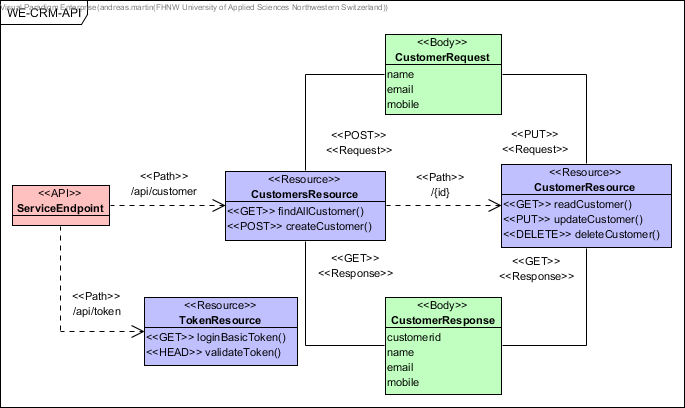 Visual Paradigm Enterprise(andreas.martin(FHNW University of Applied Sciences Northwestern Switzerland))
WE-CRM-API
<<Body>>
CustomerRequest
name
email
mobile
<<POST>>
<<Request>>
<<PUT>>
<<Request>>
<<API>>
ServiceEndpoint
<<Path>>
/api/customer
<<Resource>>
CustomersResource
<<GET>> findAllCustomer()
<<POST>> createCustomer()
<<Path>>
/{id}
<<Resource>>
CustomerResource
<<GET>> readCustomer()
<<PUT>> updateCustomer()
<<DELETE>> deleteCustomer()
<<GET>>
<<Response>>
<<GET>>
<<Response>>
<<Path>>
/api/token
<<Resource>>
TokenResource
<<GET>> loginBasicToken()
<<HEAD>> validateToken()
<<Body>>
CustomerResponse
customerid
name
email
mobile